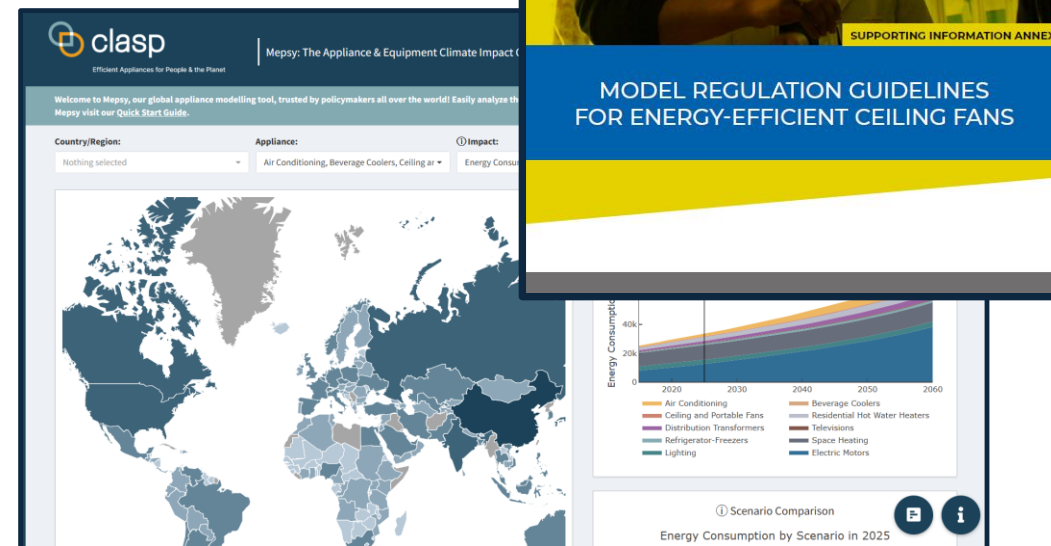 clasp
Efficient Appliances for People & the Planet
Mepsy: The Appliance & Equipment Climate Impact
Welcome to Mepsy, our global appliance modelling tool, trusted by policymakers all over the world! Easily analyze
Mepsy visit our Quick Start Guide.
Country/Region:
Appliance:
Impact:
Nothing selected
Air Conditioning, Beverage Coolers, Ceiling
Energy
SUPPORTING INFORMATION ANNEX
MODEL REGULATION GUIDELINES
FOR ENERGY-EFFICIENT CEILING FANS
Energy
40k
20k
0
2020
2030
2040
2050
2060
Air Conditioning
Beverage Coolers
Ceiling and Portable Fans
Residential Hot Water Heaters
Distribution Transformers
Televisions
Refrigerator-Freezers
Space Heating
Lighting
Electric Motors
Scenario Comparison
Energy Consumption by Scenario in 2025